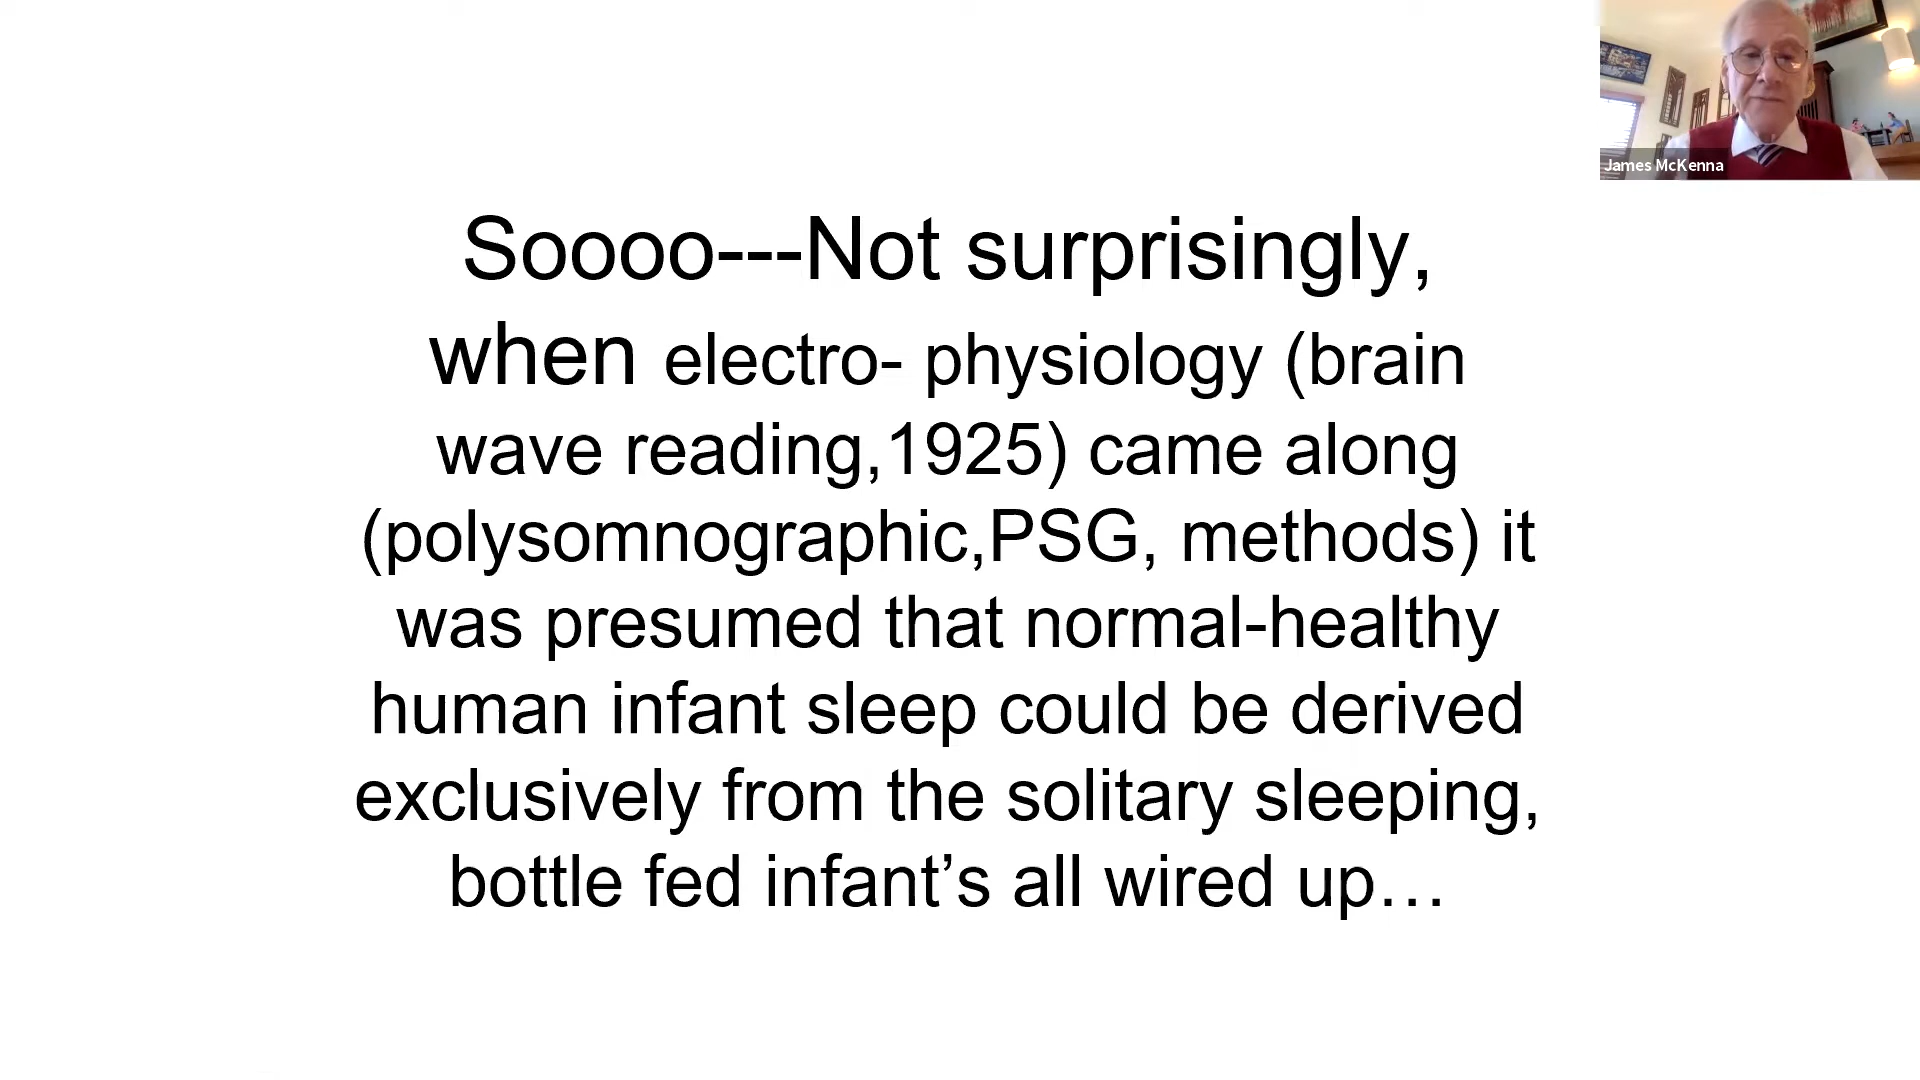 James McKenna
Soooo---Not surprisingly,
when electro- physiology (brain
wave reading,1925) came along
(polysomnographic,PSG, methods) it
was presumed that normal-healthy
human infant sleep could be derived
exclusively from the solitary sleeping,
bottle fed infant’s all wired up…